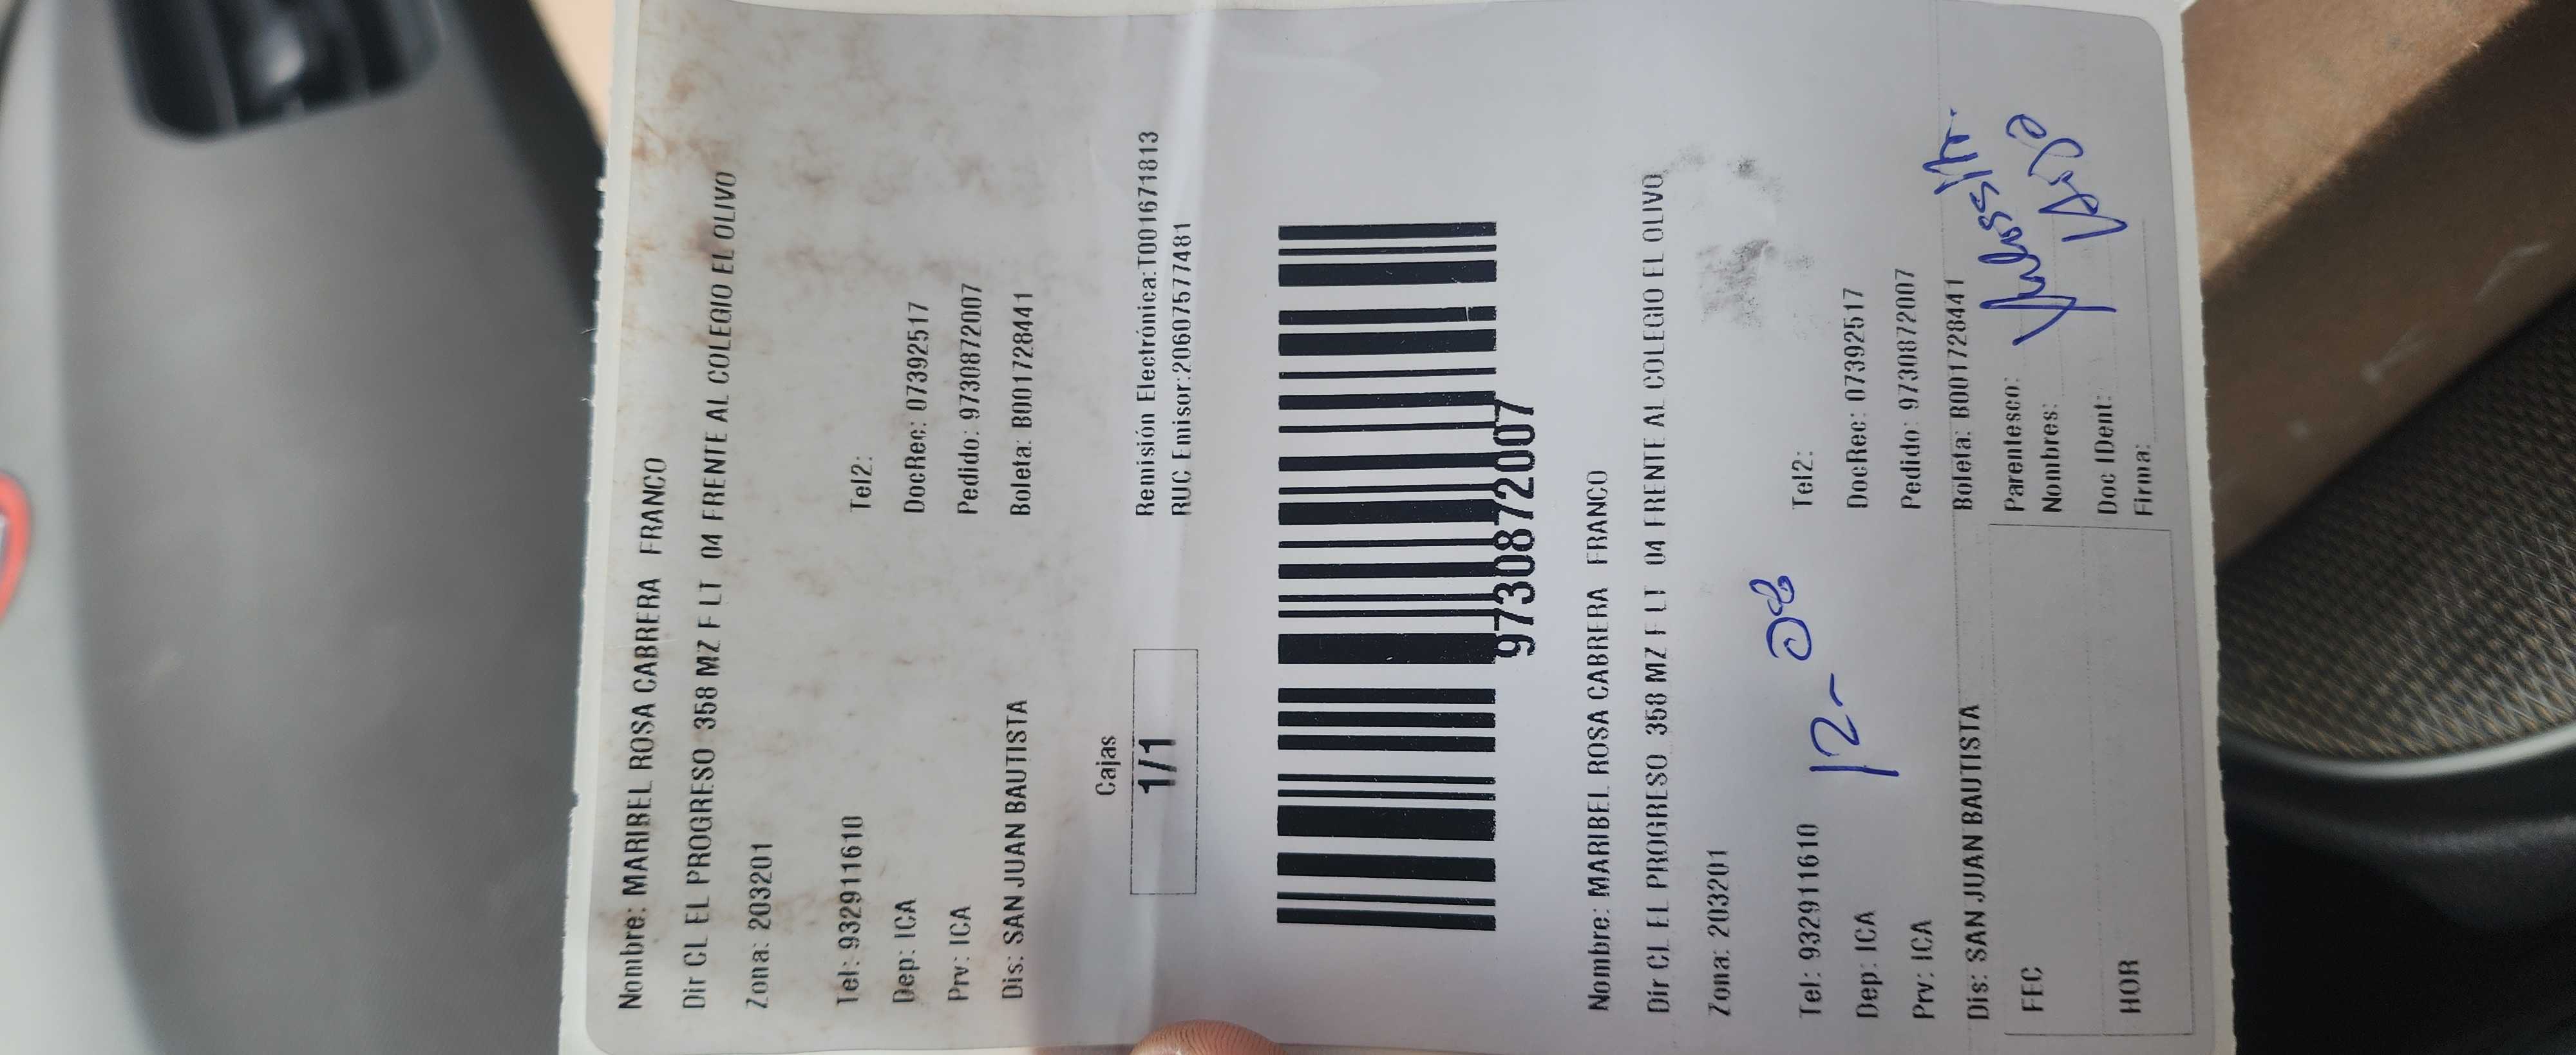 Nombre: MARIBEL ROSA CABRERA FRANCO
Dir CL EL PROGRESO 358 MZ F LT 04 FRENTE AL COLEGIO EL OLIVO
Zona: 203201
Tel: 932911610 Tel2:
Dep: ICA DocRec: 07392517
Prv: ICA Pedido: 9730872007
Dis: SAN JUAN BAUTISTA Boleta: B001728441
Cajas
1/1
Remisión Electrónica:T001671813
RUC Emisor:20607577481
9730872007
Nombre: MARIBEL ROSA CABRERA FRANCO
Dir CL EL PROGRESO 358 MZ F LT 04 FRENTE AL COLEGIO EL OLIVO
Zona: 203201
12-08
Tel: 932911610 Tel2:
Dep: ICA DocRec: 07392517
Prv: ICA Pedido: 9730872007
Dis: SAN JUAN BAUTISTA Boleta: B001728441
FEC
HOR
Parentesco:
Nombres:
Doc IDent:
Firma: